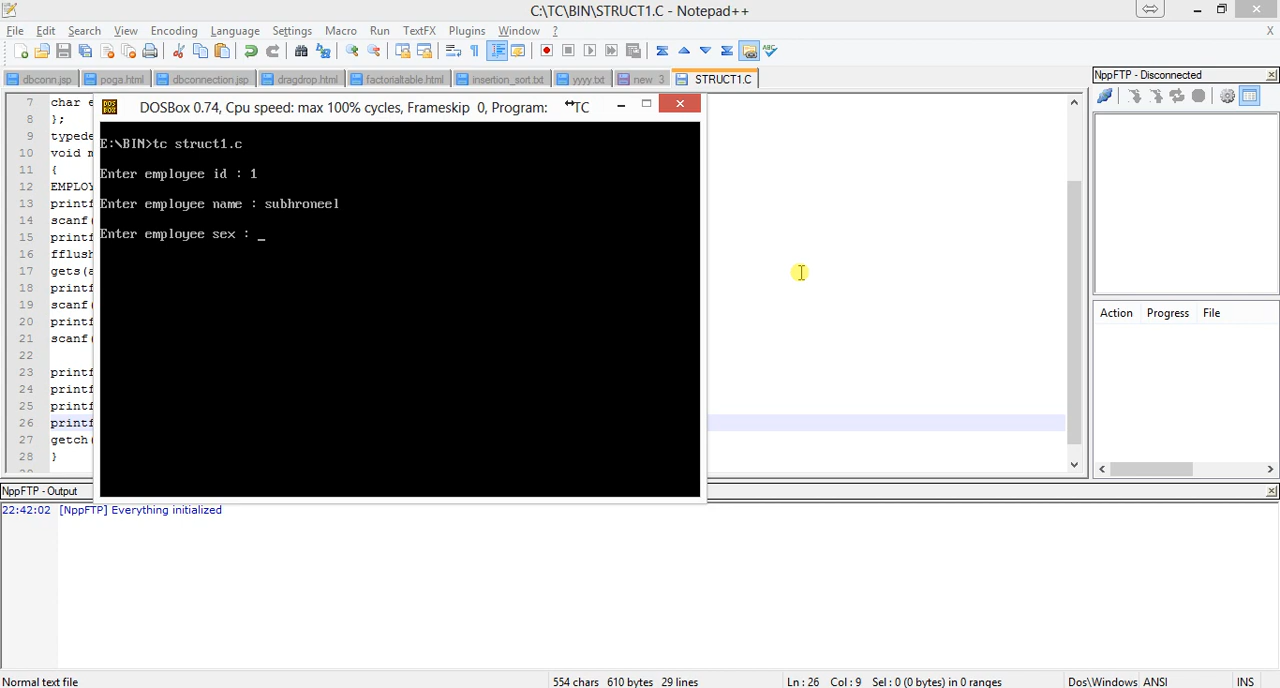 C:\TC\BIN\STRUCT1.C - Notepad++
File Edit Search View Encoding Language Settings Macro Run TextFX Plugins Window ? X
dbconn.jsp poga.html dbconnection.jsp dragdrop.html factorialtable.html insertion_sort.txt yyyy.txt new 3 STRUCT1.C
NppFTP - Disconnected
DOSBox 0.74, Cpu speed: max 100% cycles, Frameskip 0, Program: TC
E:\BIN>tc struct1.c
Enter employee id : 1
Enter employee name : subhroneel
Enter employee sex : _
7 char e
8 };
9 typede
10 void m
11 {
12 EMPLOY
13 printf
14 scanf(
15 printf
16 fflush
17 gets(a
18 printf
19 scanf(
20 printf
21 scanf(
22
23 printf
24 printf
25 printf
26 printf
27 getch(
28 }
Action Progress File
NppFTP - Output
22:42:02 [NppFTP] Everything initialized
Normal text file 554 chars 610 bytes 29 lines Ln : 26 Col : 9 Sel : 0 (0 bytes) in 0 ranges Dos\Windows ANSI INS